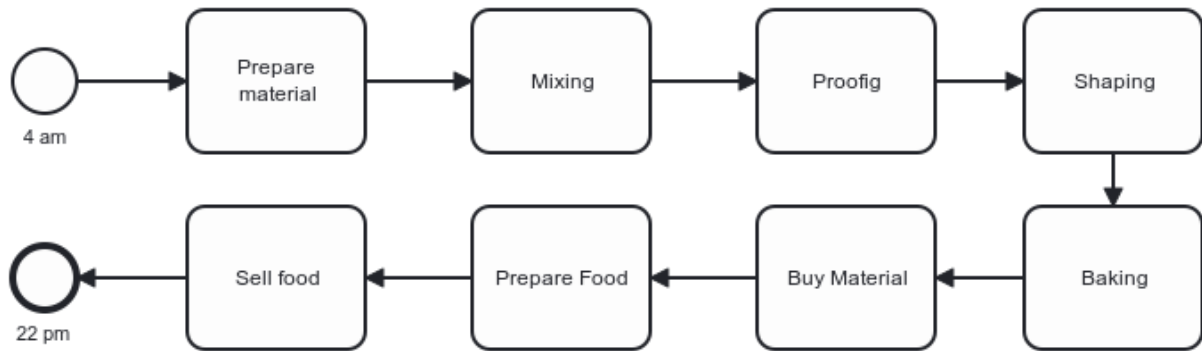 Prepare
material
Mixing
Proofig
Shaping
4 am
Sell food
Prepare Food
Buy Material
Baking
22 pm